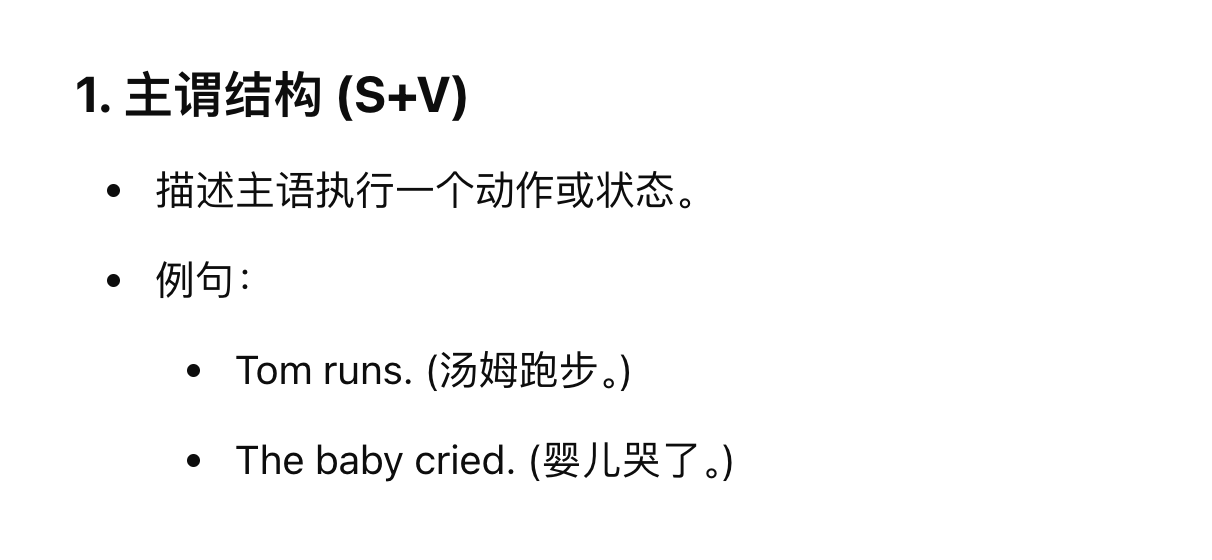 1. 主谓结构 (S+V)
• 描述主语执行一个动作或状态。
• 例句：
• Tom runs. (汤姆跑步。)
• The baby cried. (婴儿哭了。)